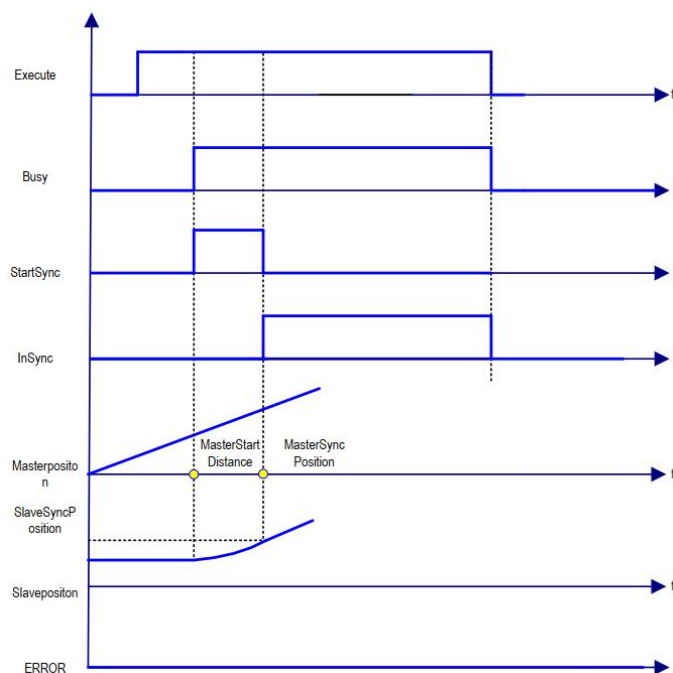 Execute
t
Busy
StartSync
InSync
MasterStart
Distance
MasterSync
Position
Masterpositio
n
t
SlaveSyncP
osition
Slavepositon
t
ERROR